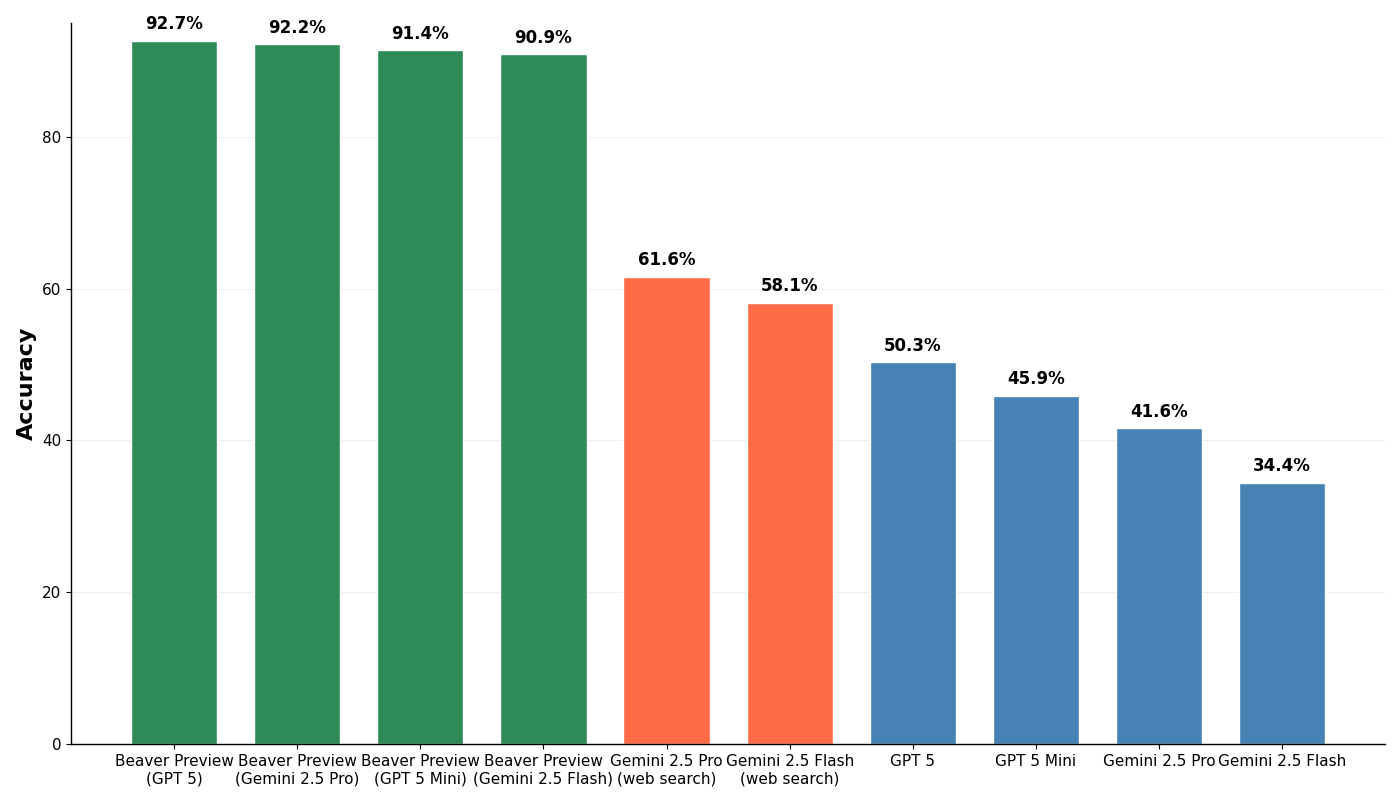 92.7%
92.2%
91.4%
90.9%
61.6%
58.1%
50.3%
45.9%
41.6%
34.4%
Accuracy
80
60
40
20
0
Beaver Preview
(GPT 5)
Beaver Preview
(Gemini 2.5 Pro)
Beaver Preview
(GPT 5 Mini)
Beaver Preview
(Gemini 2.5 Flash)
Gemini 2.5 Pro
(web search)
Gemini 2.5 Flash
(web search)
GPT 5
GPT 5 Mini
Gemini 2.5 Pro
Gemini 2.5 Flash